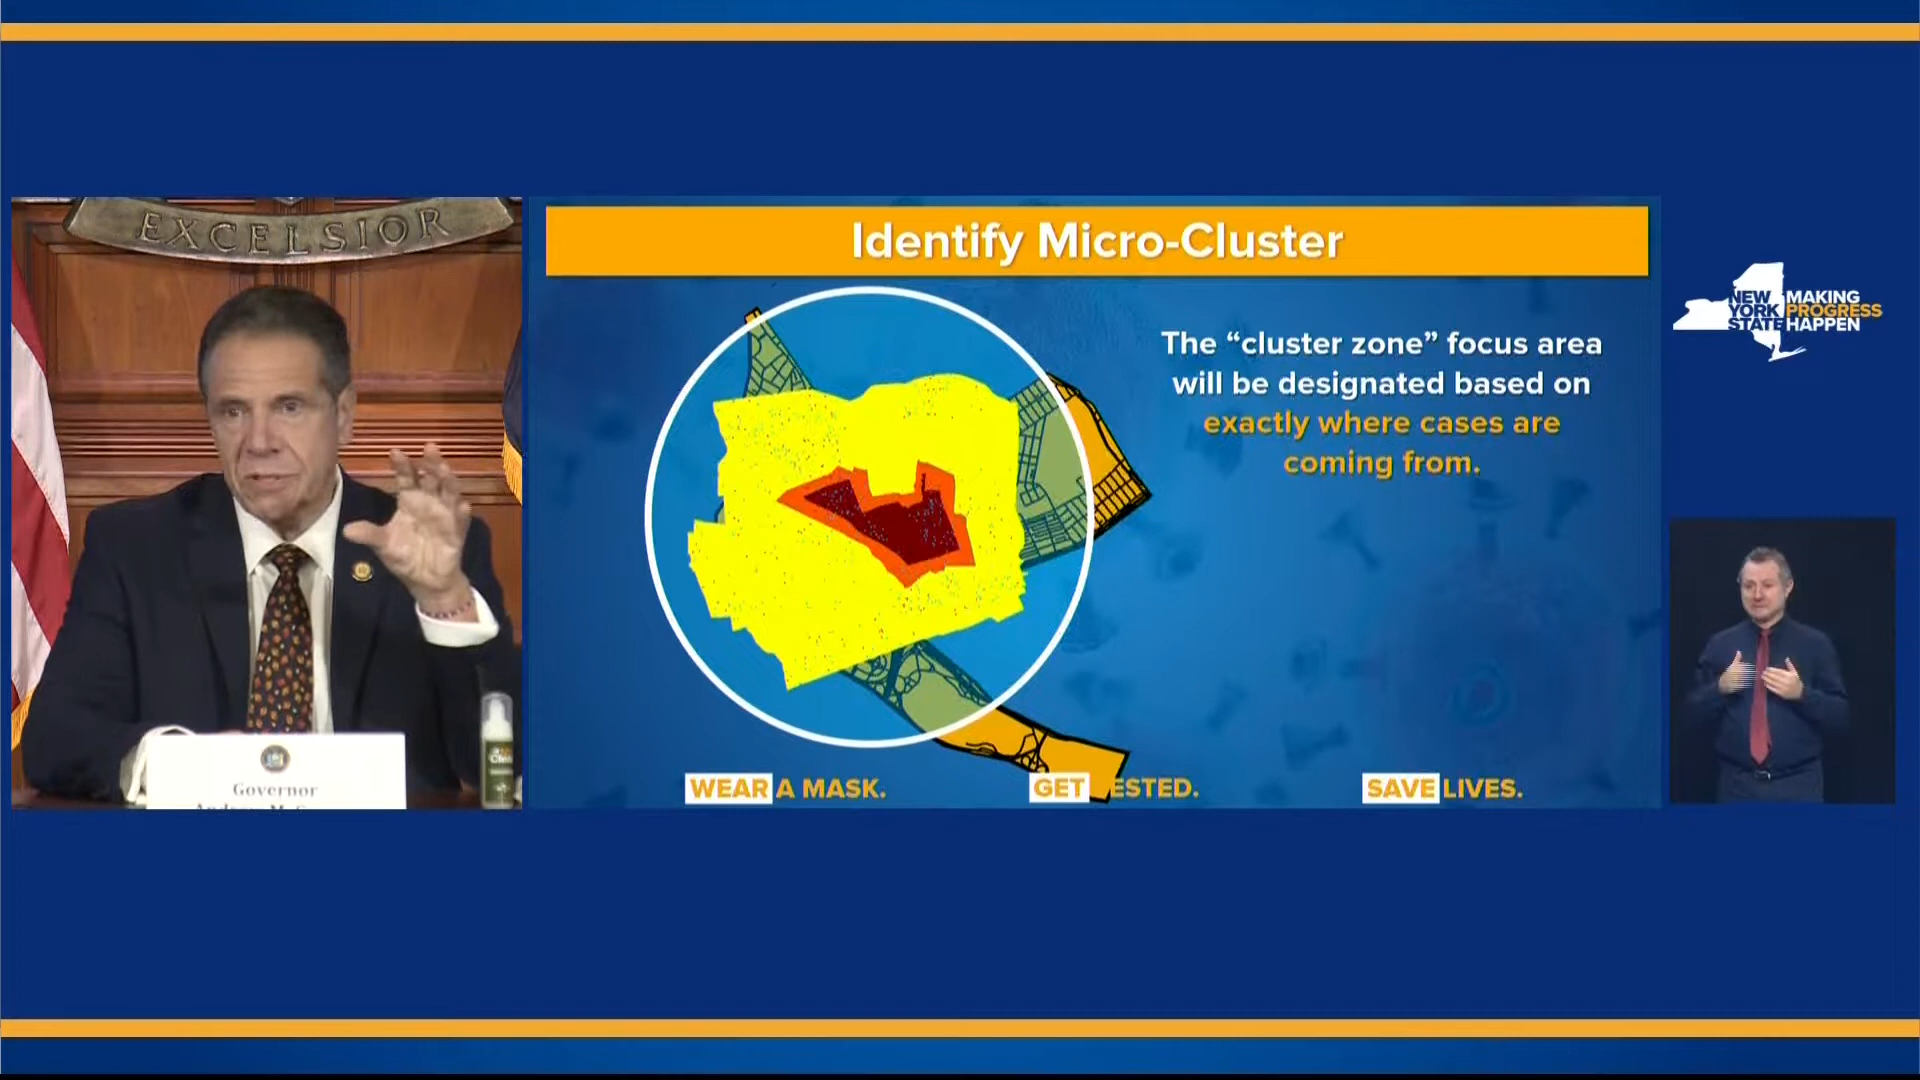 EXCELSIOR
Governor
Identify Micro-Cluster
The “cluster zone” focus area
will be designated based on
exactly where cases are
coming from.
WEAR A MASK.
GET ESTED.
SAVE LIVES.
NEW YORK STATE
MAKING PROGRESS HAPPEN